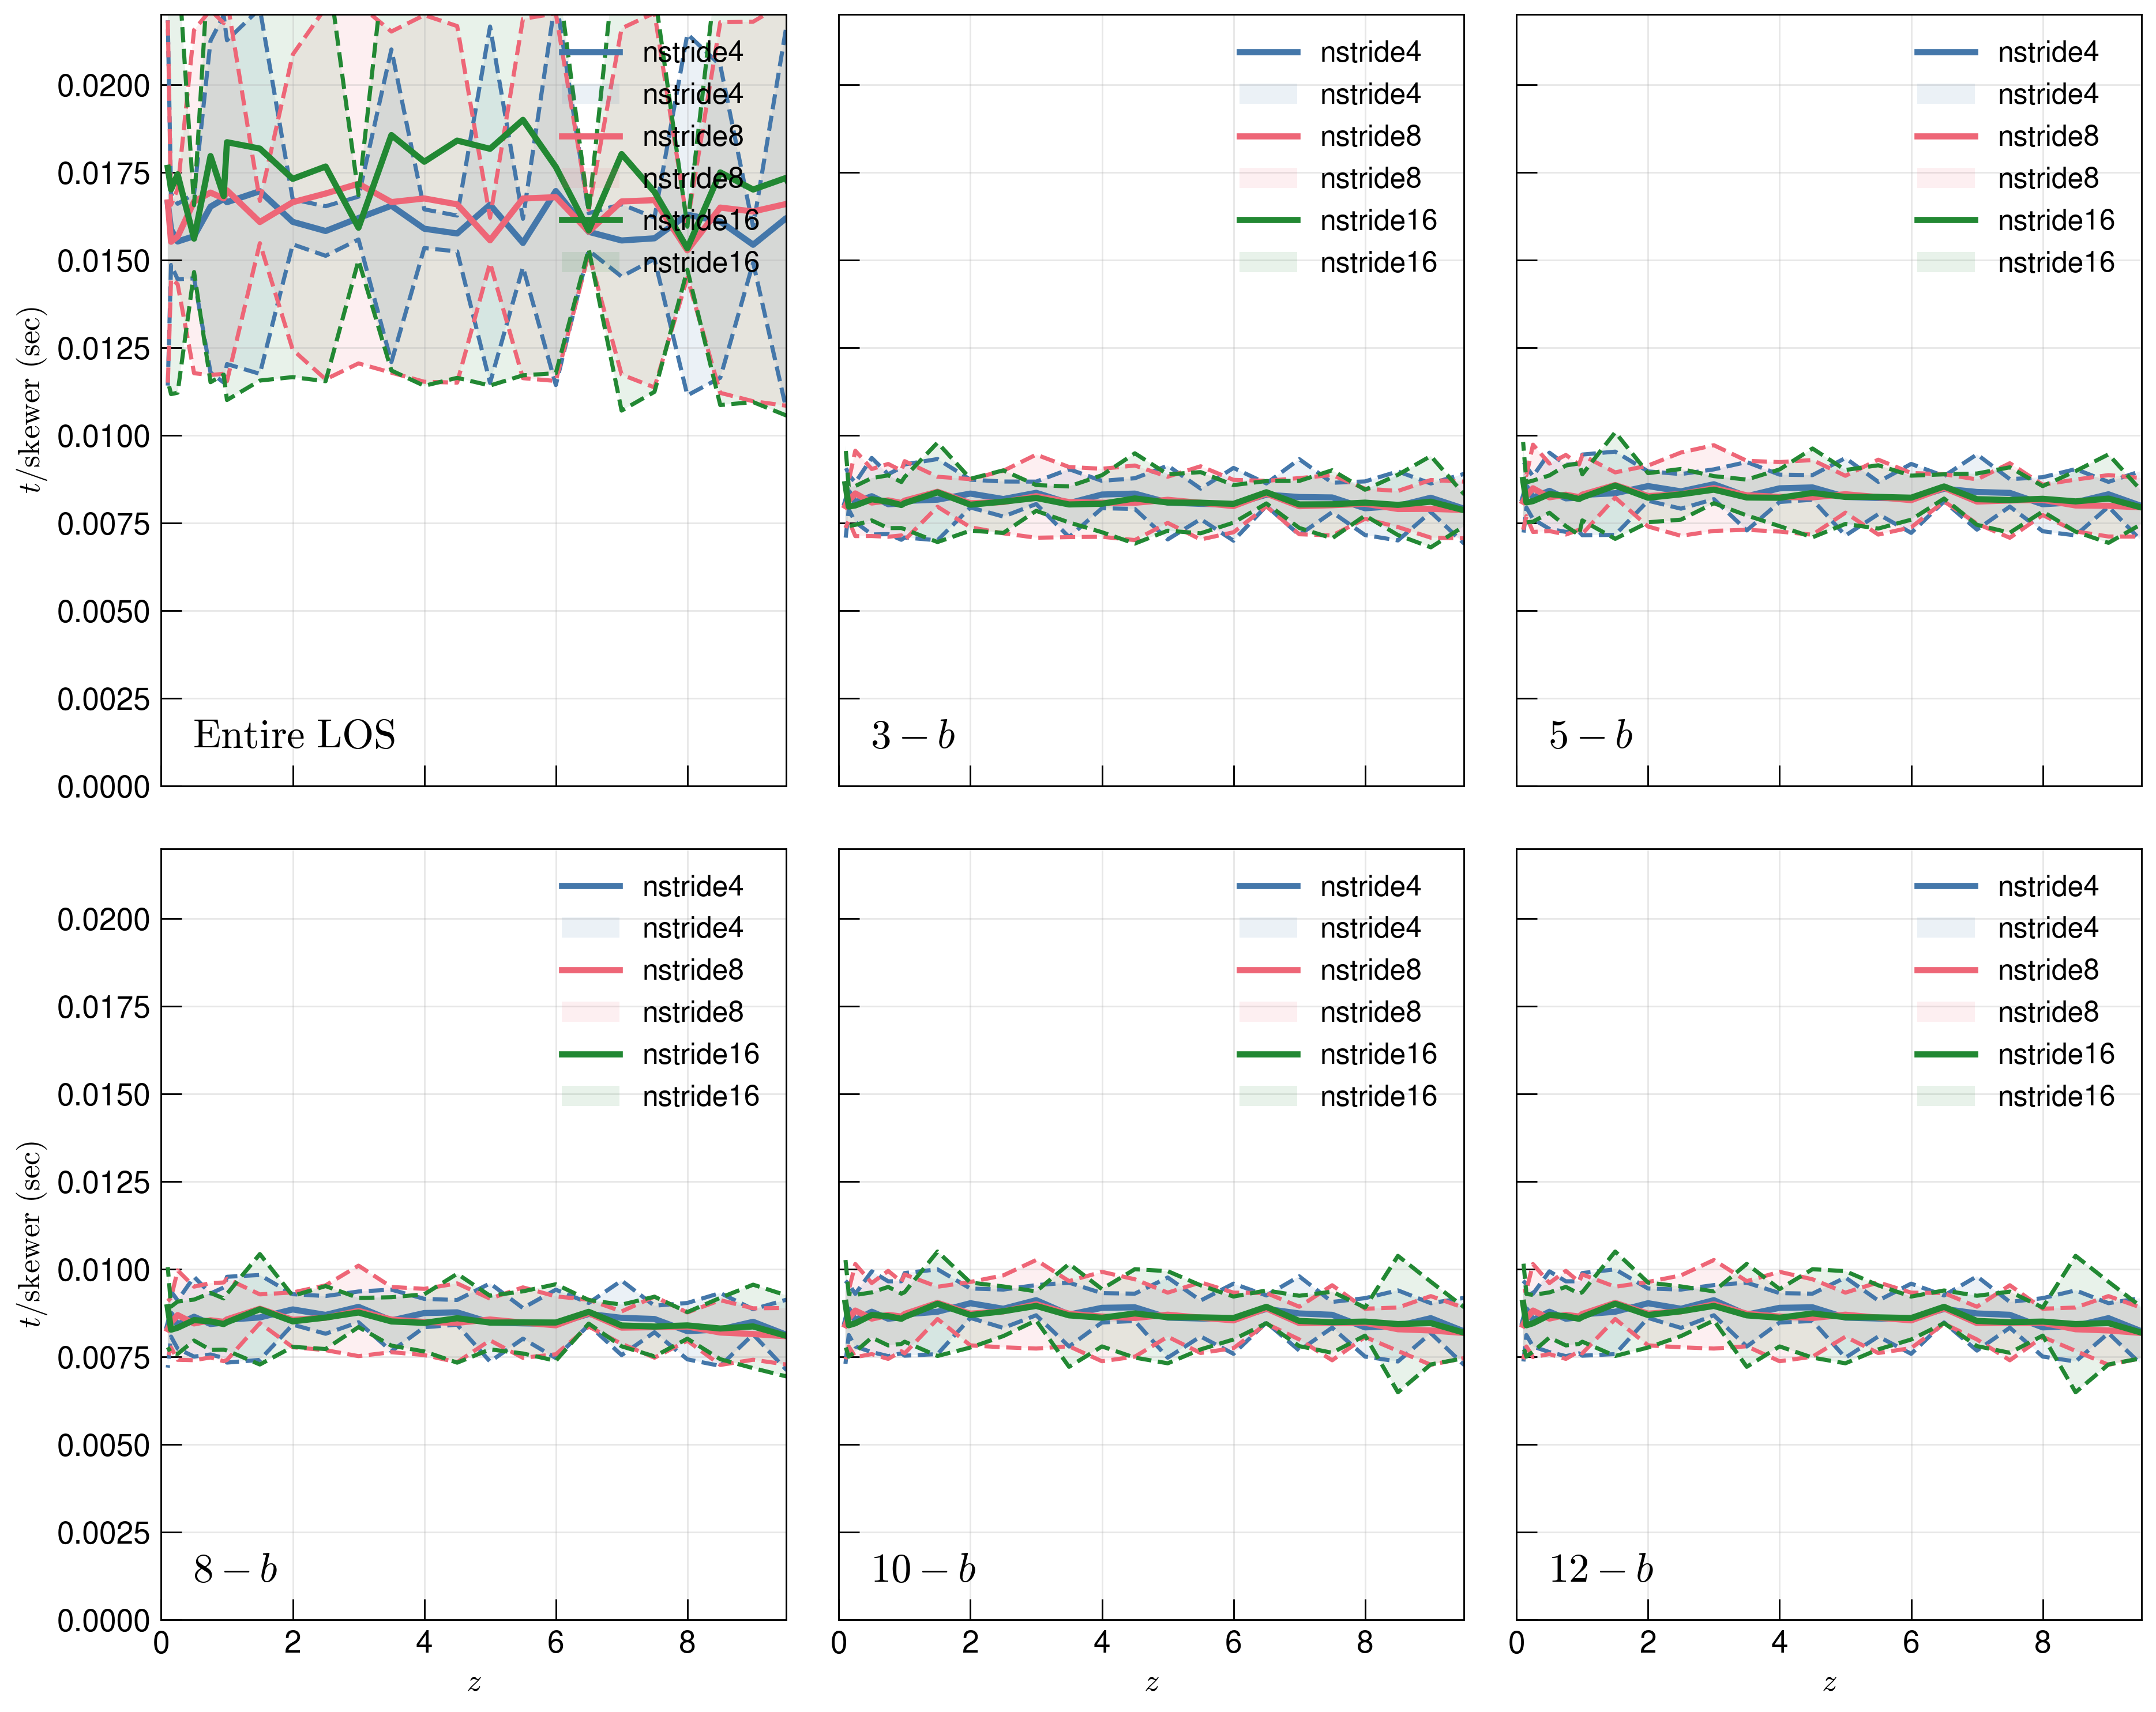 t/skewer (sec)
0.0200
0.0175
0.0150
0.0125
0.0100
0.0075
0.0050
0.0025
0.0000
nstride4
nstride4
nstride8
nstride8
nstride16
nstride16
Entire LOS
nstride4
nstride4
nstride8
nstride8
nstride16
nstride16
3 − b
nstride4
nstride4
nstride8
nstride8
nstride16
nstride16
5 − b
t/skewer (sec)
0.0200
0.0175
0.0150
0.0125
0.0100
0.0075
0.0050
0.0025
0.0000
nstride4
nstride4
nstride8
nstride8
nstride16
nstride16
8 − b
0 2 4 6 8
z
nstride4
nstride4
nstride8
nstride8
nstride16
nstride16
10 − b
0 2 4 6 8
z
nstride4
nstride4
nstride8
nstride8
nstride16
nstride16
12 − b
0 2 4 6 8
z